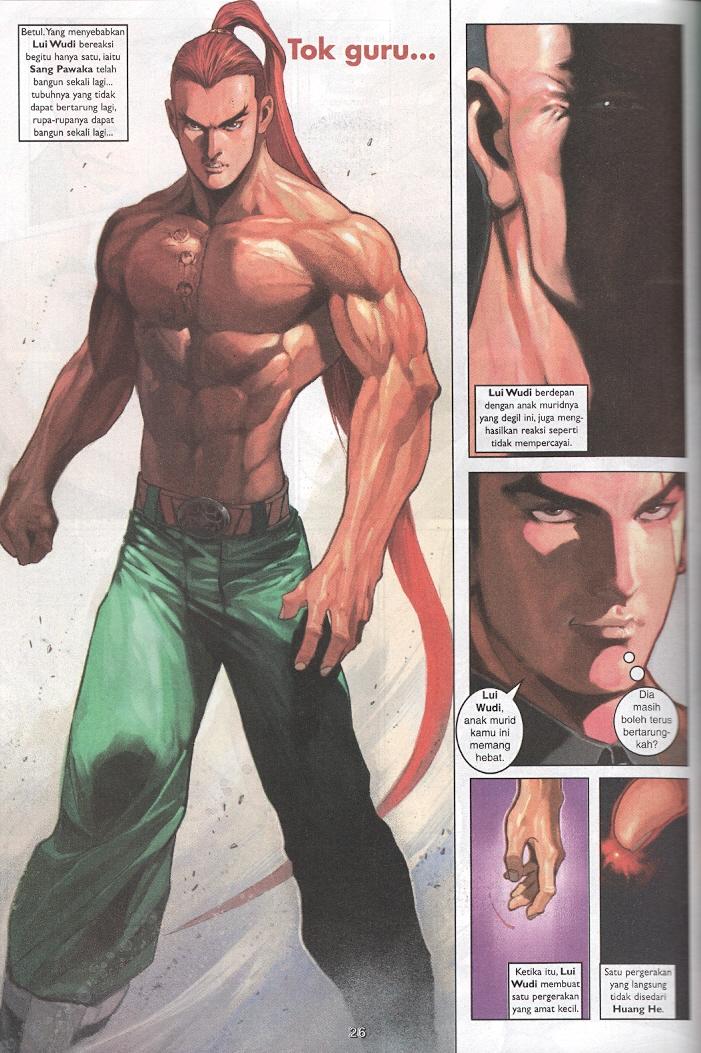 Betul. Yang menyebabkan
Lui Wudi bereaksi
begitu hanya satu, iaitu
Sang Pawaka telah
bangun sekali lagi...
tubuhnya yang tidak
dapat bertarung lagi,
rupa-rupanya dapat
bangun sekali lagi...
Tok guru...
Lui Wudi berdepan
dengan anak muridnya
yang degil ini, juga meng-
hasilkan reaksi seperti
tidak mempercayai.
Lui
Wudi,
anak murid
kamu ini
memang
hebat.
Dia
masih
boleh terus
bertarung-
kah?
Ketika itu, Lui
Wudi membuat
satu pergerakan
yang amat kecil.
Satu pergerakan
yang langsung
tidak disedari
Huang He.
26